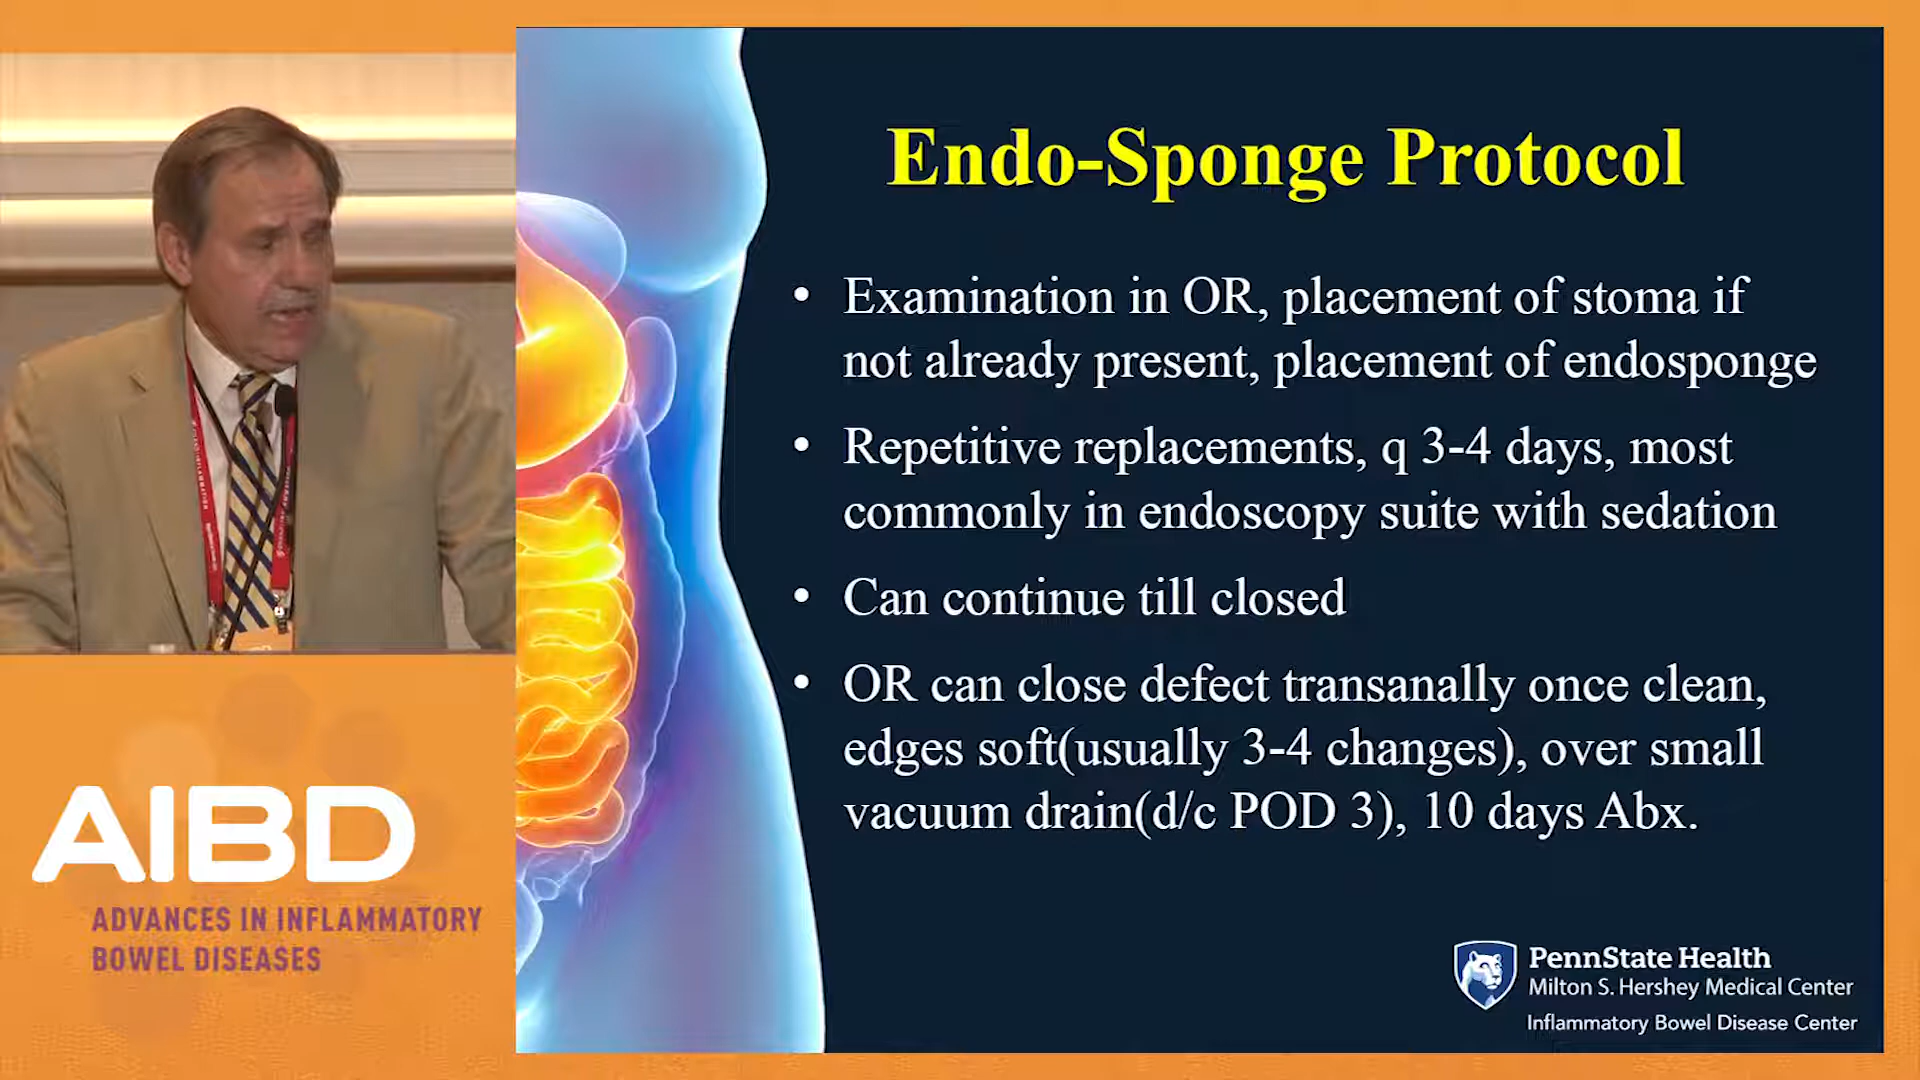 Endo-Sponge Protocol
• Examination in OR, placement of stoma if
not already present, placement of endosponge
• Repetitive replacements, q 3-4 days, most
commonly in endoscopy suite with sedation
• Can continue till closed
• OR can close defect transanally once clean,
edges soft(usually 3-4 changes), over small
vacuum drain(d/c POD 3), 10 days Abx.
AIBD
ADVANCES IN INFLAMMATORY
BOWEL DISEASES
PennState Health
Milton S. Hershey Medical Center
Inflammatory Bowel Disease Center